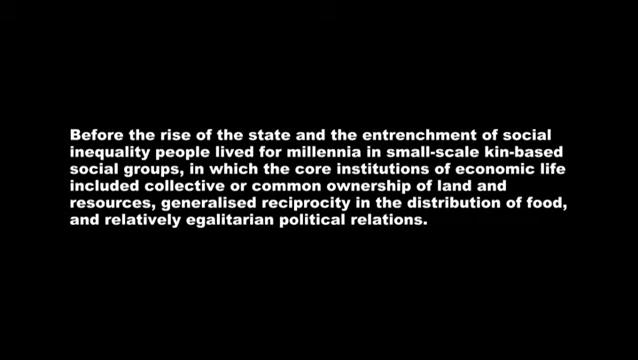 Before the rise of the state and the entrenchment of social
inequality people lived for millennia in small-scale kin-based
social groups, in which the core institutions of economic life
included collective or common ownership of land and
resources, generalised reciprocity in the distribution of food,
and relatively egalitarian political relations.